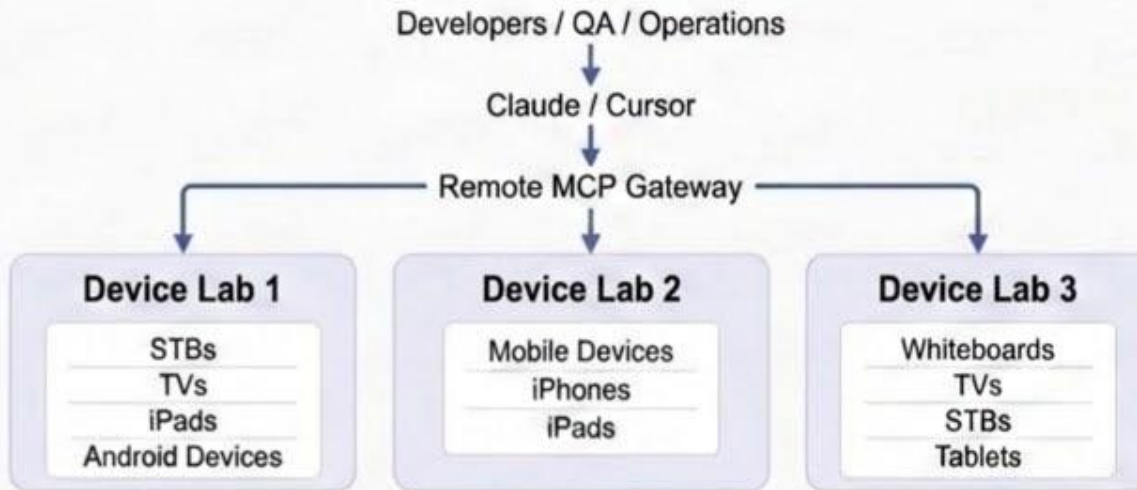 Developers / QA / Operations
Claude / Cursor
Remote MCP Gateway
Device Lab 1
STBs
TVs
iPads
Android Devices
Device Lab 2
Mobile Devices
iPhones
iPads
Device Lab 3
Whiteboards
TVs
STBs
Tablets